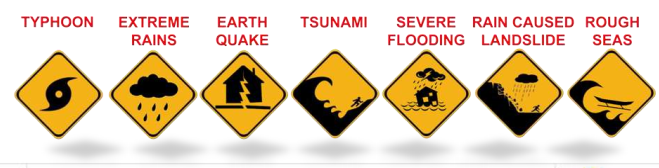 TYPHOON
EXTREME
RAINS
EARTH
QUAKE
TSUNAMI
SEVERE
FLOODING
RAIN CAUSED
LANDSLIDE
ROUGH
SEAS